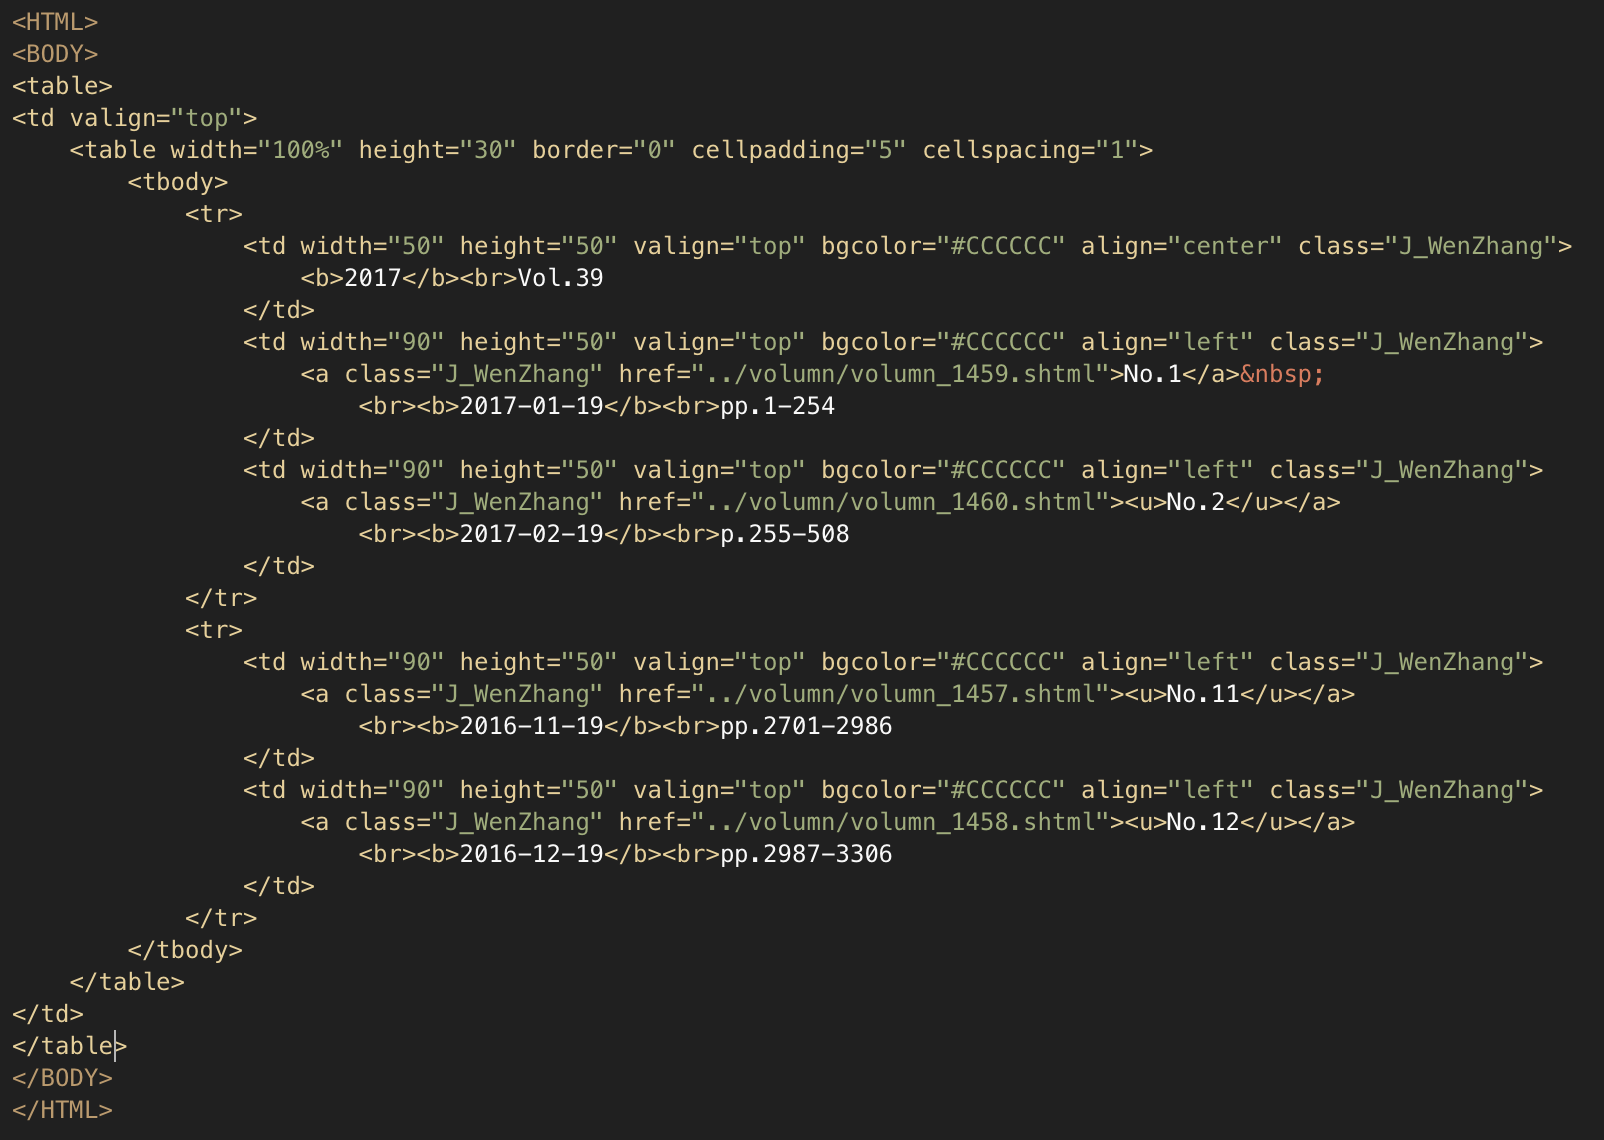 <HTML>
<BODY>
<table>
<td valign="top">
    <table width="100%" height="30" border="0" cellpadding="5" cellspacing="1">
        <tbody>
            <tr>
                <td width="50" height="50" valign="top" bgcolor="#CCCCCC" align="center" class="J_WenZhang">
                    <b>2017</b><br>Vol.39
                </td>
                <td width="90" height="50" valign="top" bgcolor="#CCCCCC" align="left" class="J_WenZhang">
                    <a class="J_WenZhang" href="../volumn/volumn_1459.shtml">No.1</a>&nbsp;
                        <br><b>2017-01-19</b><br>pp.1-254
                </td>
                <td width="90" height="50" valign="top" bgcolor="#CCCCCC" align="left" class="J_WenZhang">
                    <a class="J_WenZhang" href="../volumn/volumn_1460.shtml"><u>No.2</u></a>
                        <br><b>2017-02-19</b><br>p.255-508
                </td>
            </tr>
            <tr>
                <td width="90" height="50" valign="top" bgcolor="#CCCCCC" align="left" class="J_WenZhang">
                    <a class="J_WenZhang" href="../volumn/volumn_1457.shtml"><u>No.11</u></a>
                        <br><b>2016-11-19</b><br>pp.2701-2986
                </td>
                <td width="90" height="50" valign="top" bgcolor="#CCCCCC" align="left" class="J_WenZhang">
                    <a class="J_WenZhang" href="../volumn/volumn_1458.shtml"><u>No.12</u></a>
                        <br><b>2016-12-19</b><br>pp.2987-3306
                </td>
            </tr>
        </tbody>
    </table>
</td>
</table>
</BODY>
</HTML>